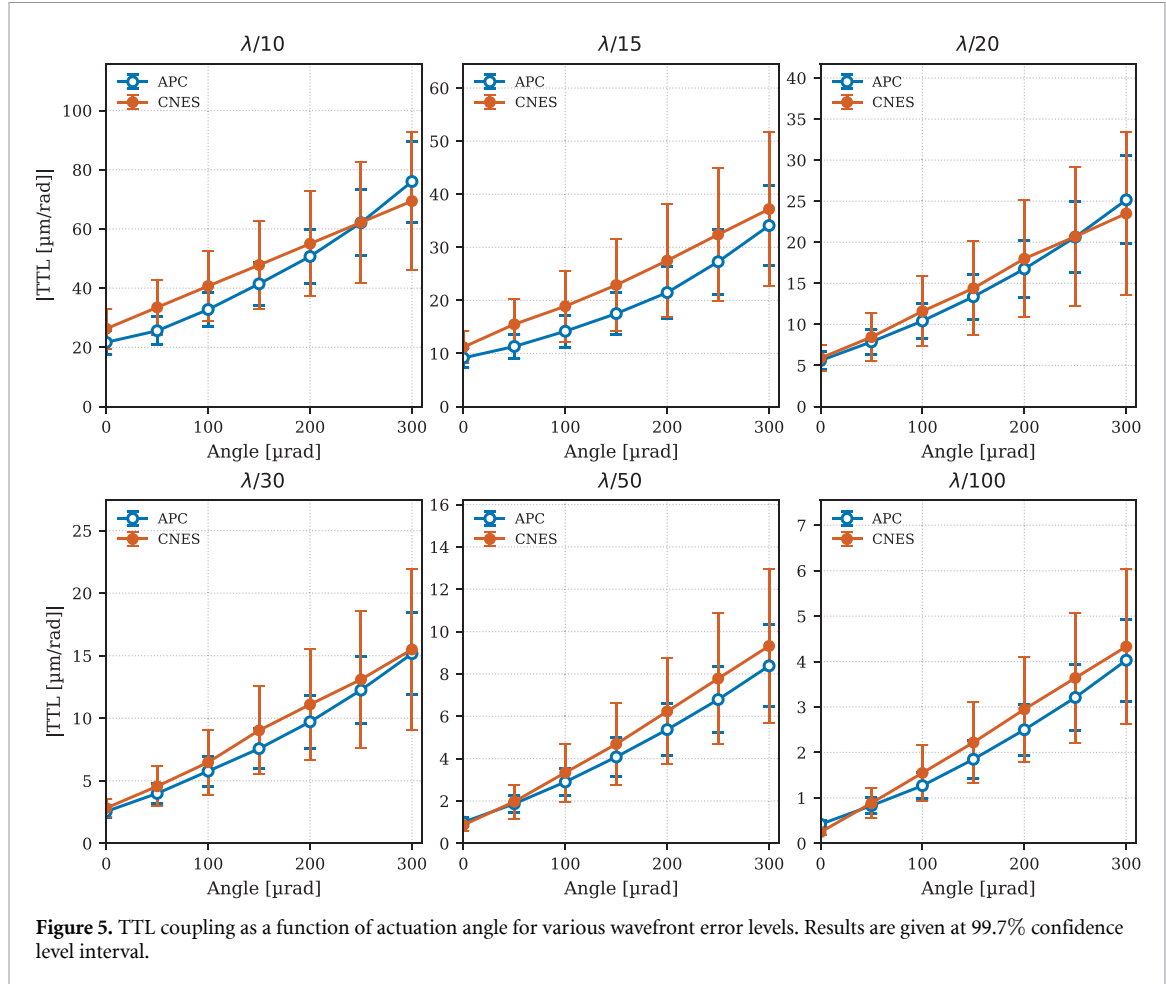 λ/10
λ/15
λ/20
APC
CNES
APC
CNES
APC
CNES
|TTL [µm/rad]|
100
80
60
40
20
0
60
50
40
30
20
10
0
40
35
30
25
20
15
10
5
0
0 100 200 300
0 100 200 300
0 100 200 300
Angle [µrad]
Angle [µrad]
Angle [µrad]
λ/30
λ/50
λ/100
APC
CNES
APC
CNES
APC
CNES
|TTL [µm/rad]|
25
20
15
10
5
0
16
14
12
10
8
6
4
2
0
7
6
5
4
3
2
1
0
0 100 200 300
0 100 200 300
0 100 200 300
Angle [µrad]
Angle [µrad]
Angle [µrad]
Figure 5. TTL coupling as a function of actuation angle for various wavefront error levels. Results are given at 99.7% confidence
level interval.